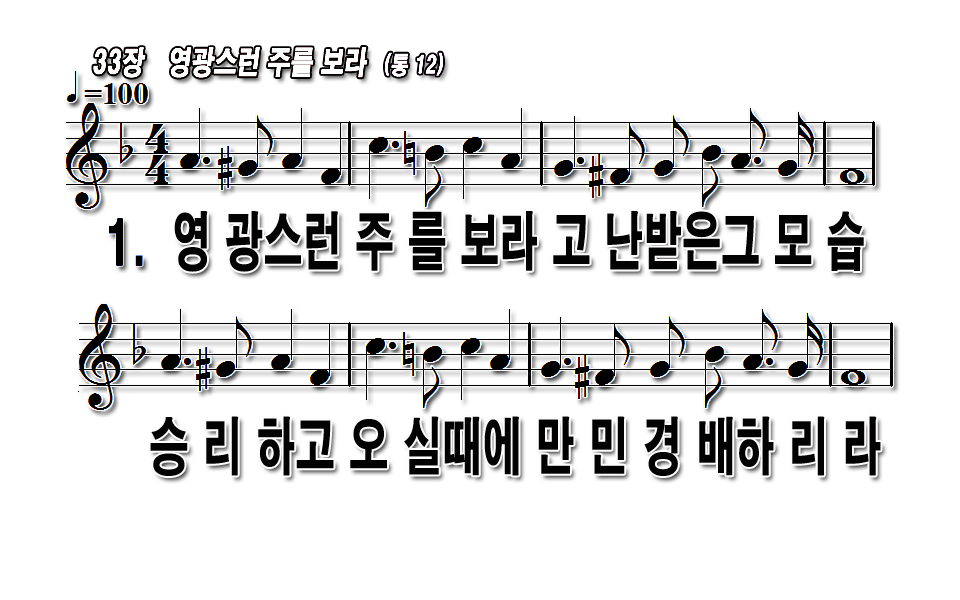 33장 영광스런 주를 보라 (통 12)
♩=100
1. 영 광스런 주 를 보라 고 난받은그 모 습
승 리 하고 오 실때에 만 민 경 배하 리 라